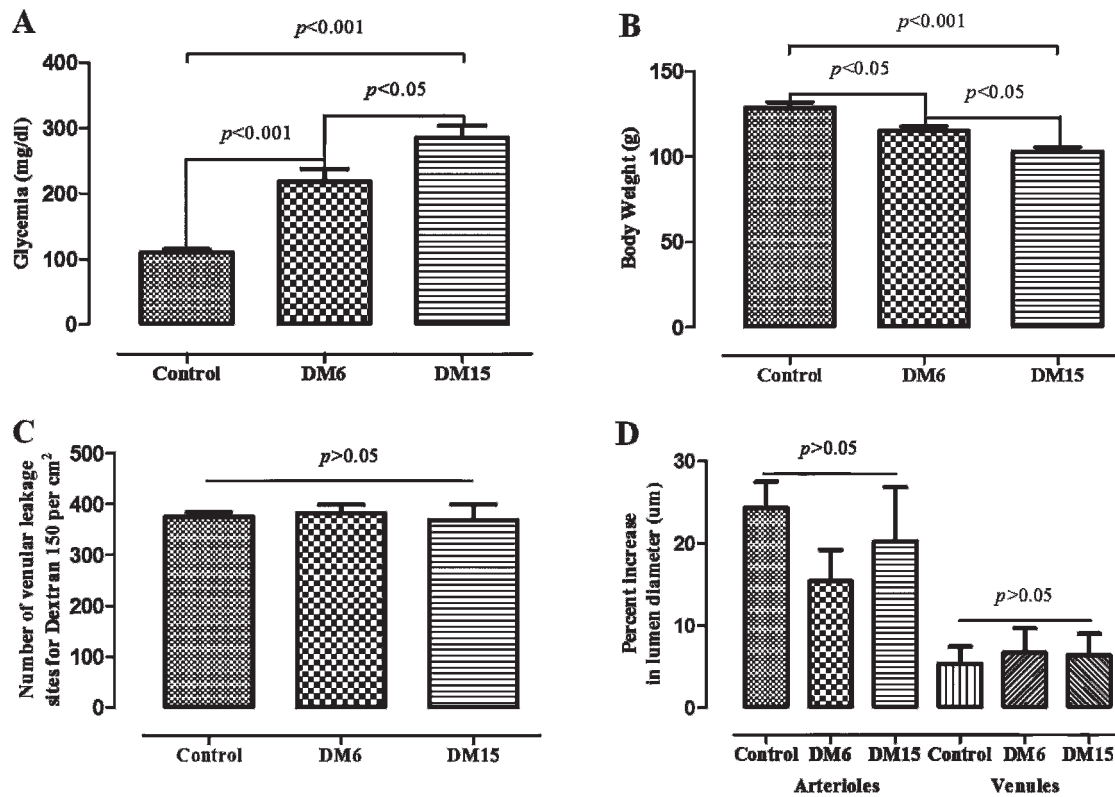 A
p<0.001
400
p<0.05
300
p<0.001
200
100
0
Glycemia (mg/dl)
Control DM6 DM15
B
p<0.001
150
p<0.05
p<0.05
100
50
0
Body Weight (g)
Control DM6 DM15
C
500
p>0.05
400
300
200
100
0
Number of venular leakage
sites for Dextran 150 per cm²
Control DM6 DM15
D
30
p>0.05
20
p>0.05
10
0
Percent increase
in lumen diameter (um)
Control DM6 DM15 Control DM6 DM15
Arterioles Venules